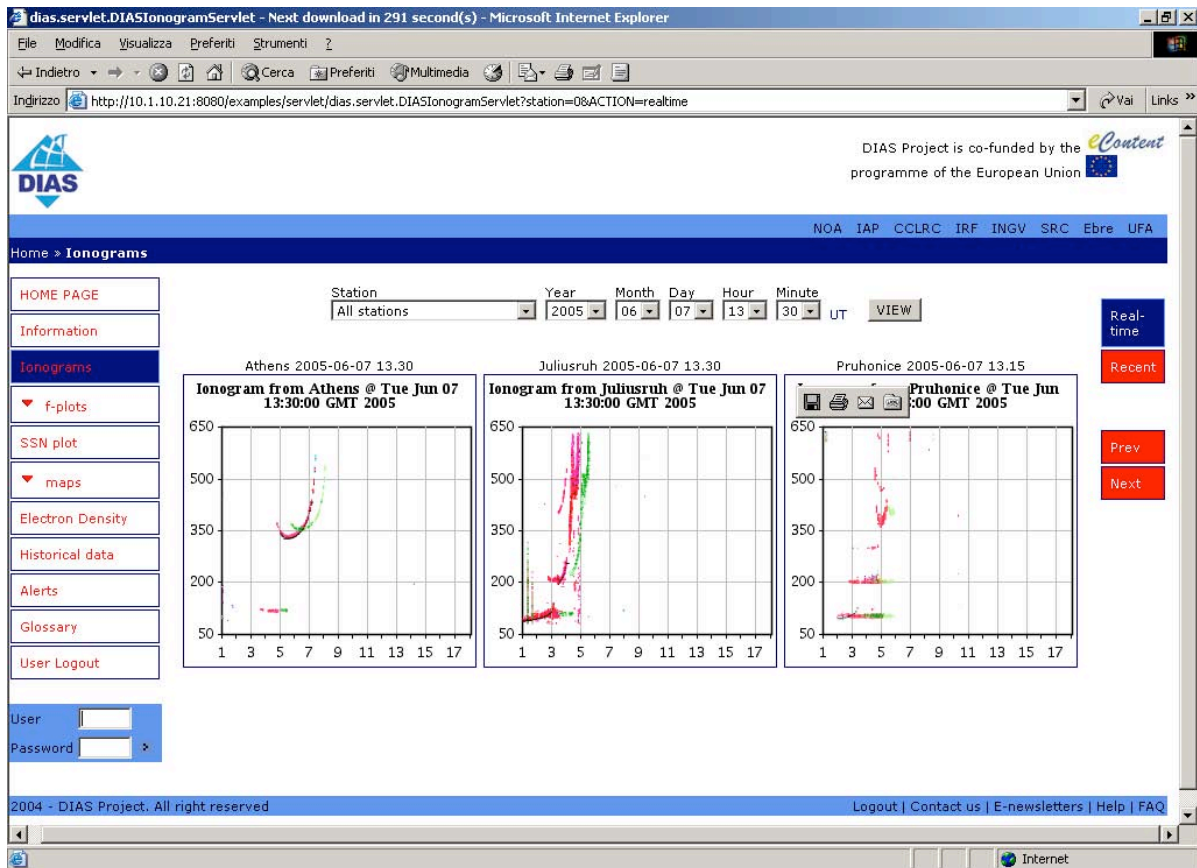 dias.servlet.DIASIonogramServlet - Next download in 291 second(s) - Microsoft Internet Explorer
File Modifica Visualizza Preferiti Strumenti ?
Indietro Cerca Preferiti Multimedia
Indirizzo http://10.1.10.21:8080/examples/servlet/dias.servlet.DIASIonogramServlet?station=0&ACTION=realtime Vai Links »
DIAS
DIAS Project is co-funded by the eContent
programme of the European Union
NOA IAP CCLRC IRF INGV SRC Ebre UFA
Home » Ionograms
HOME PAGE
Information
Ionograms
f-plots
SSN plot
maps
Electron Density
Historical data
Alerts
Glossary
User Logout
User
Password
Station Year Month Day Hour Minute
All stations 2005 06 07 13 30 UT VIEW
Real-
time
Recent
Prev
Next
Athens 2005-06-07 13.30
Ionogram from Athens @ Tue Jun 07
13:30:00 GMT 2005
650
500
350
200
50
1 3 5 7 9 11 13 15 17
Juliusruh 2005-06-07 13.30
Ionogram from Juliusruh @ Tue Jun 07
13:30:00 GMT 2005
650
500
350
200
50
1 3 5 7 9 11 13 15 17
Pruhonice 2005-06-07 13.15
Pruhonice @ Tue Jun
:00 GMT 2005
650
500
350
200
50
1 3 5 7 9 11 13 15 17
2004 - DIAS Project. All right reserved
Logout | Contact us | E-newsletters | Help | FAQ
Internet